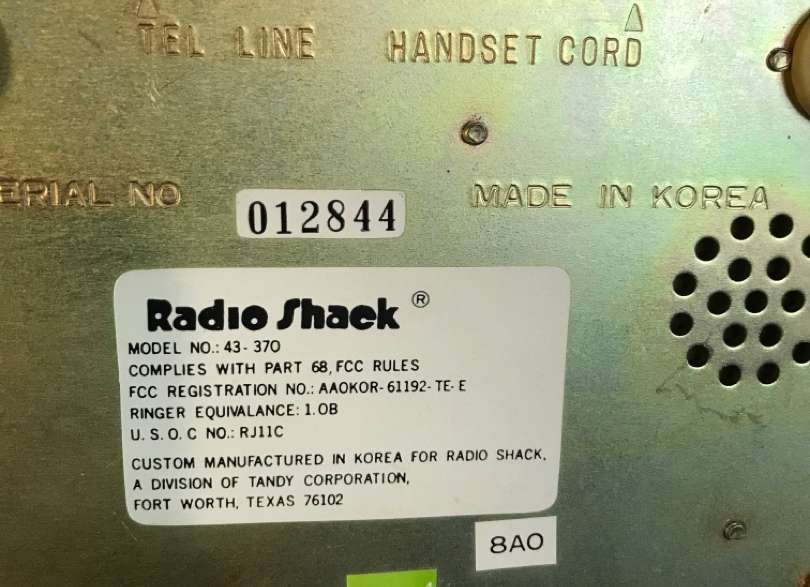 TEL LINE HANDSET CORD
ERIAL NO 012844 MADE IN KOREA
Radio Shack ®
MODEL NO.: 43-370
COMPLIES WITH PART 68, FCC RULES
FCC REGISTRATION NO.: AAOKOR-61192-TE-E
RINGER EQUIVALANCE: 1.0B
U.S.O.C NO.: RJ11C
CUSTOM MANUFACTURED IN KOREA FOR RADIO SHACK.
A DIVISION OF TANDY CORPORATION,
FORT WORTH, TEXAS 76102
8A0